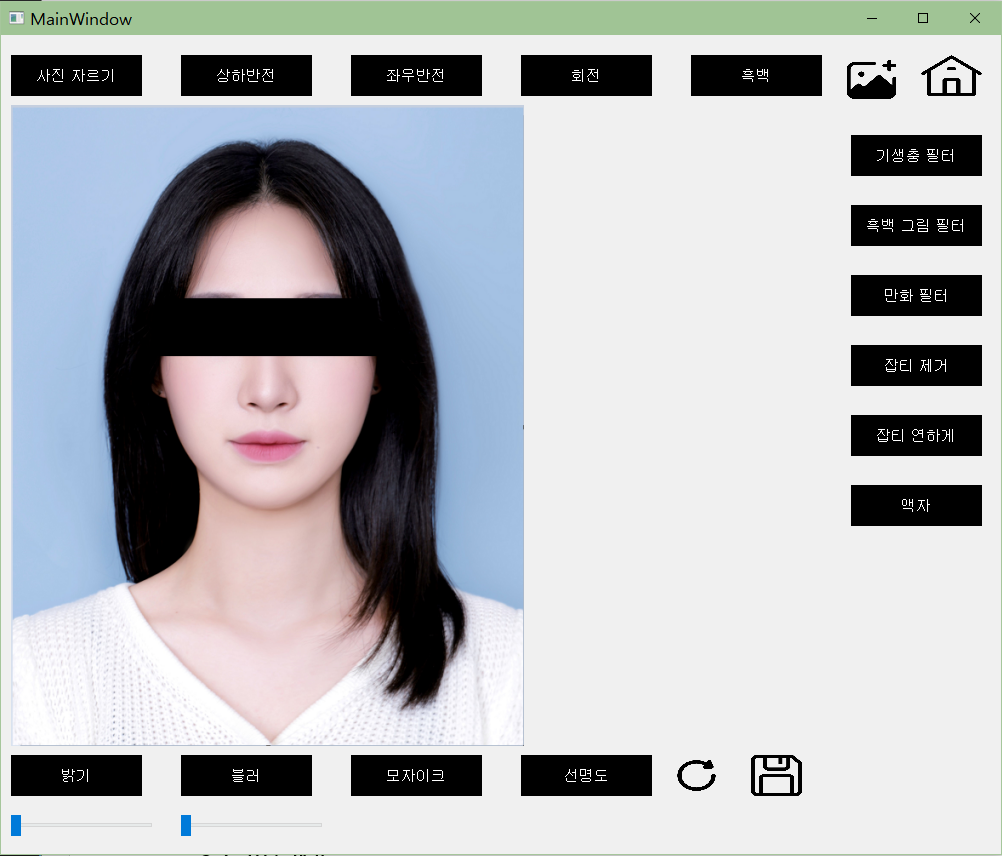 MainWindow
사진 자르기
상하반전
좌우반전
회전
흑백
기생충 필터
흑백 그림 필터
만화 필터
잡티 제거
잡티 연하게
액자
밝기
블러
모자이크
선명도